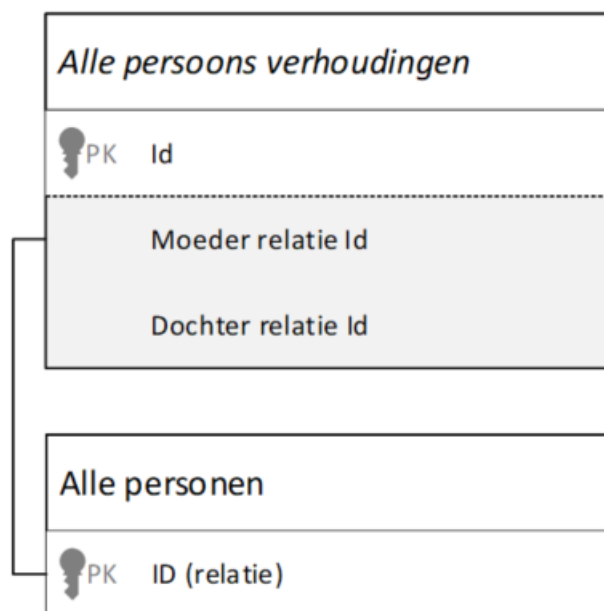 Alle persoons verhoudingen
PK Id
Moeder relatie Id
Dochter relatie Id
Alle personen
PK ID (relatie)